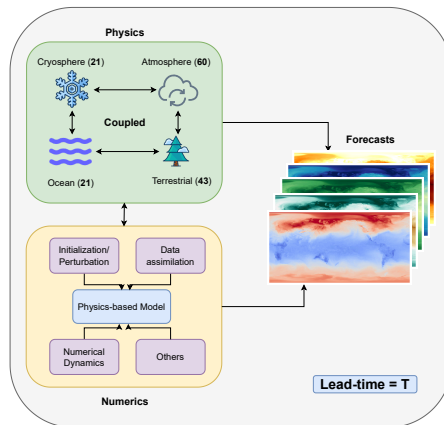 Physics
Cryosphere (21)
Atmosphere (60)
Coupled
Ocean (21)
Terrestrial (43)
Forecasts
Initialization/
Perturbation
Data
assimilation
Physics-based Model
Numerical
Dynamics
Others
Numerics
Lead-time = T